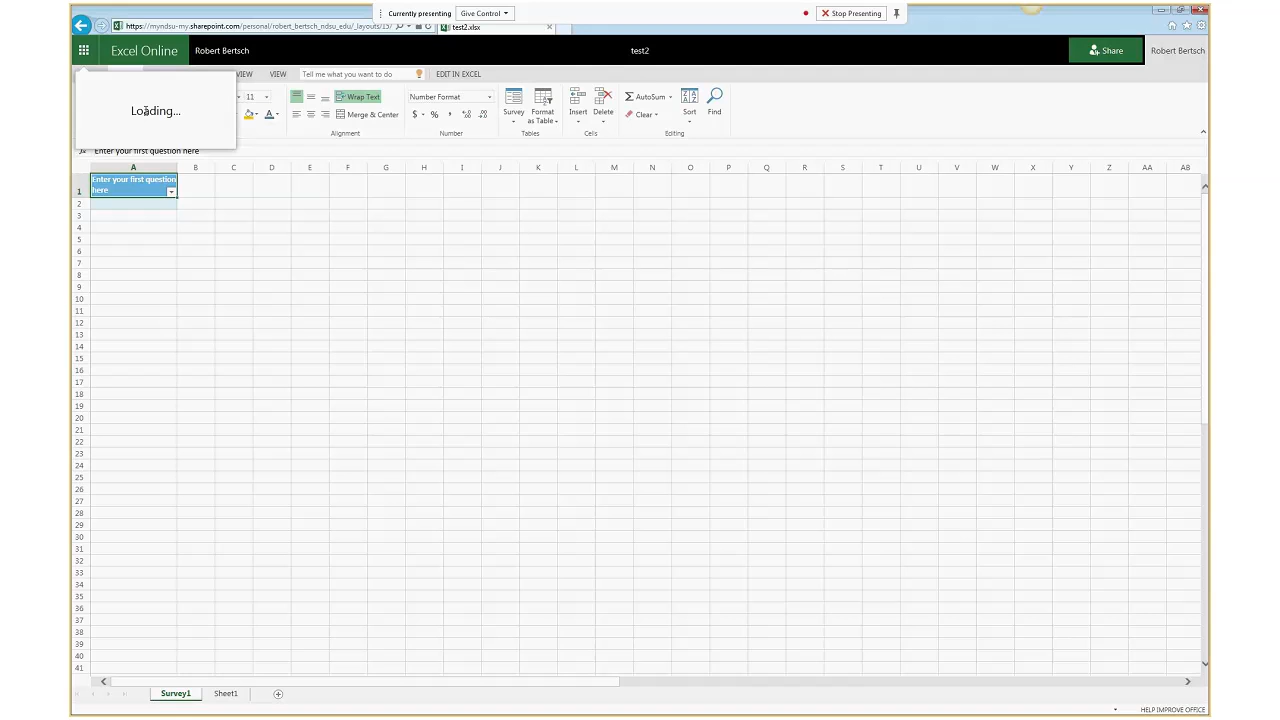 Currently presenting Give Control Stop Presenting
https://myndsu-my.sharepoint.com/personal/robert_bertsch_ndsu_edu/_layouts/15/ test2.xlsx
Excel Online Robert Bertsch test2 Share Robert Bertsch
VIEW Tell me what you want to do EDIT IN EXCEL
Loading...
11 Wrap Text Number Format AutoSum
Merge & Center $ % Survey Format as Table Insert Delete Clear Sort Find
Alignment Number Tables Cells Editing
fx Enter your first question here
A B C D E F G H I J K L M N O P Q R S T U V W X Y Z AA AB
Enter your first question
1 here
2
3
4
5
6
7
8
9
10
11
12
13
14
15
16
17
18
19
20
21
22
23
24
25
26
27
28
29
30
31
32
33
34
35
36
37
38
39
40
41
Survey1 Sheet1
HELP IMPROVE OFFICE